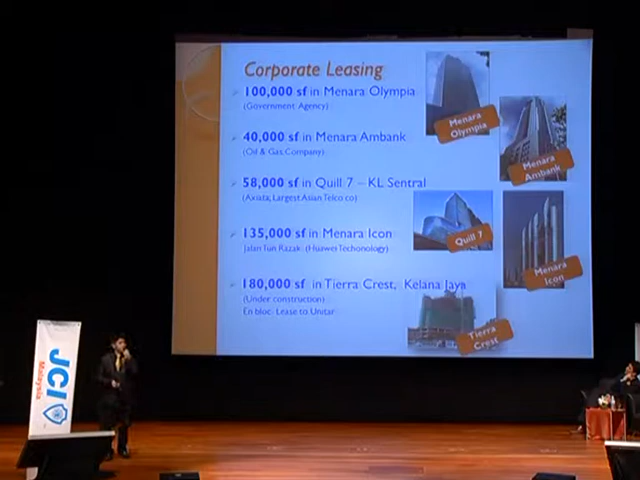 Corporate Leasing
100,000 sf in Menara Olympia
(Government Agency)
40,000 sf in Menara Ambank
(Oil & Gas Company)
58,000 sf in Quill 7 – KL Sentral
(Axiata, Largest Asian Telco co)
135,000 sf in Menara Icon
Jalan Tun Razak (Huawei Techonology)
180,000 sf in Tierra Crest, Kelana Jaya
(Under construction)
En bloc Lease to Unitar
Menara
Olympia
Menara
Ambank
Quill 7
Menara
Icon
Tierra
Crest
JCI
Malaysia